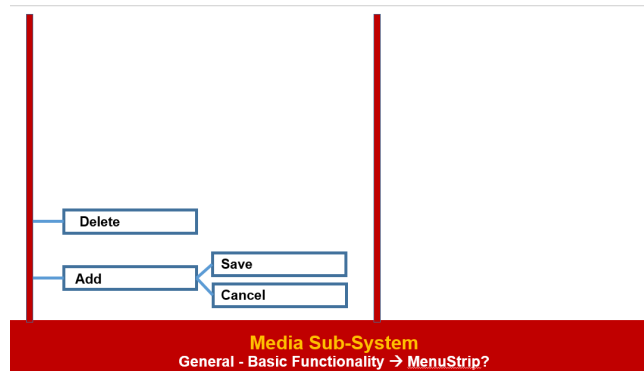 Delete
Save
Add
Cancel
Media Sub-System
General - Basic Functionality → MenuStrip?